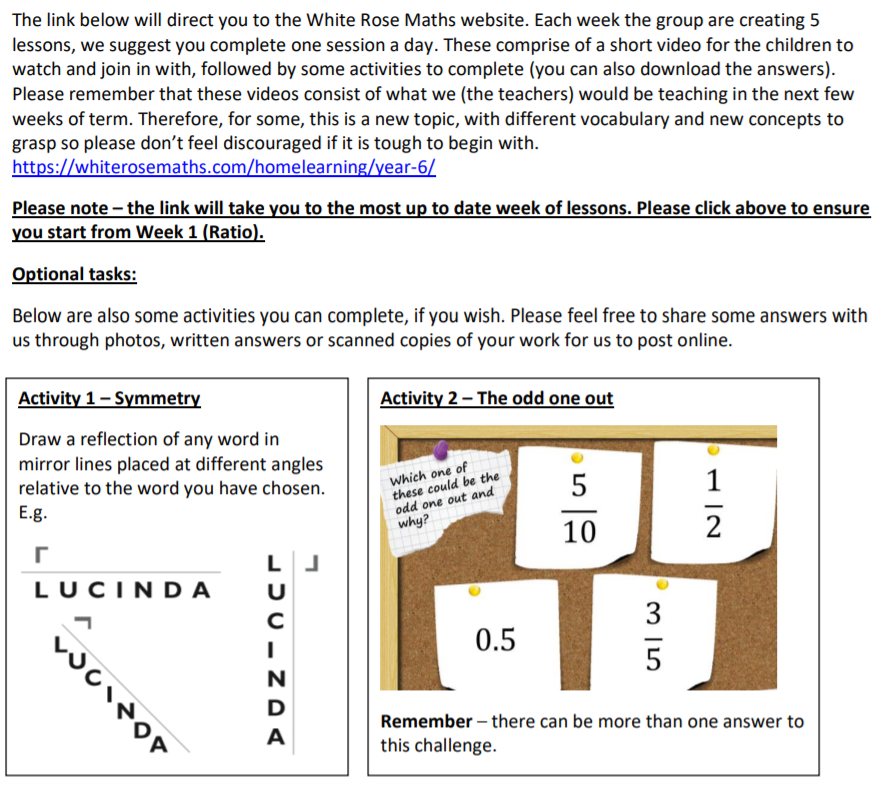 The link below will direct you to the White Rose Maths website. Each week the group are creating 5
lessons, we suggest you complete one session a day. These comprise of a short video for the children to
watch and join in with, followed by some activities to complete (you can also download the answers).
Please remember that these videos consist of what we (the teachers) would be teaching in the next few
weeks of term. Therefore, for some, this is a new topic, with different vocabulary and new concepts to
grasp so please don’t feel discouraged if it is tough to begin with.
https://whiterosemaths.com/homelearning/year-6/
Please note – the link will take you to the most up to date week of lessons. Please click above to ensure
you start from Week 1 (Ratio).
Optional tasks:
Below are also some activities you can complete, if you wish. Please feel free to share some answers with
us through photos, written answers or scanned copies of your work for us to post online.
Activity 1 – Symmetry
Draw a reflection of any word in
mirror lines placed at different angles
relative to the word you have chosen.
E.g.
LUCINDA
LUCINDA
LUCINDA
Activity 2 – The odd one out
Which one of
these could be the
odd one out and
why?
5
10
1
2
0.5
3
5
Remember – there can be more than one answer to
this challenge.